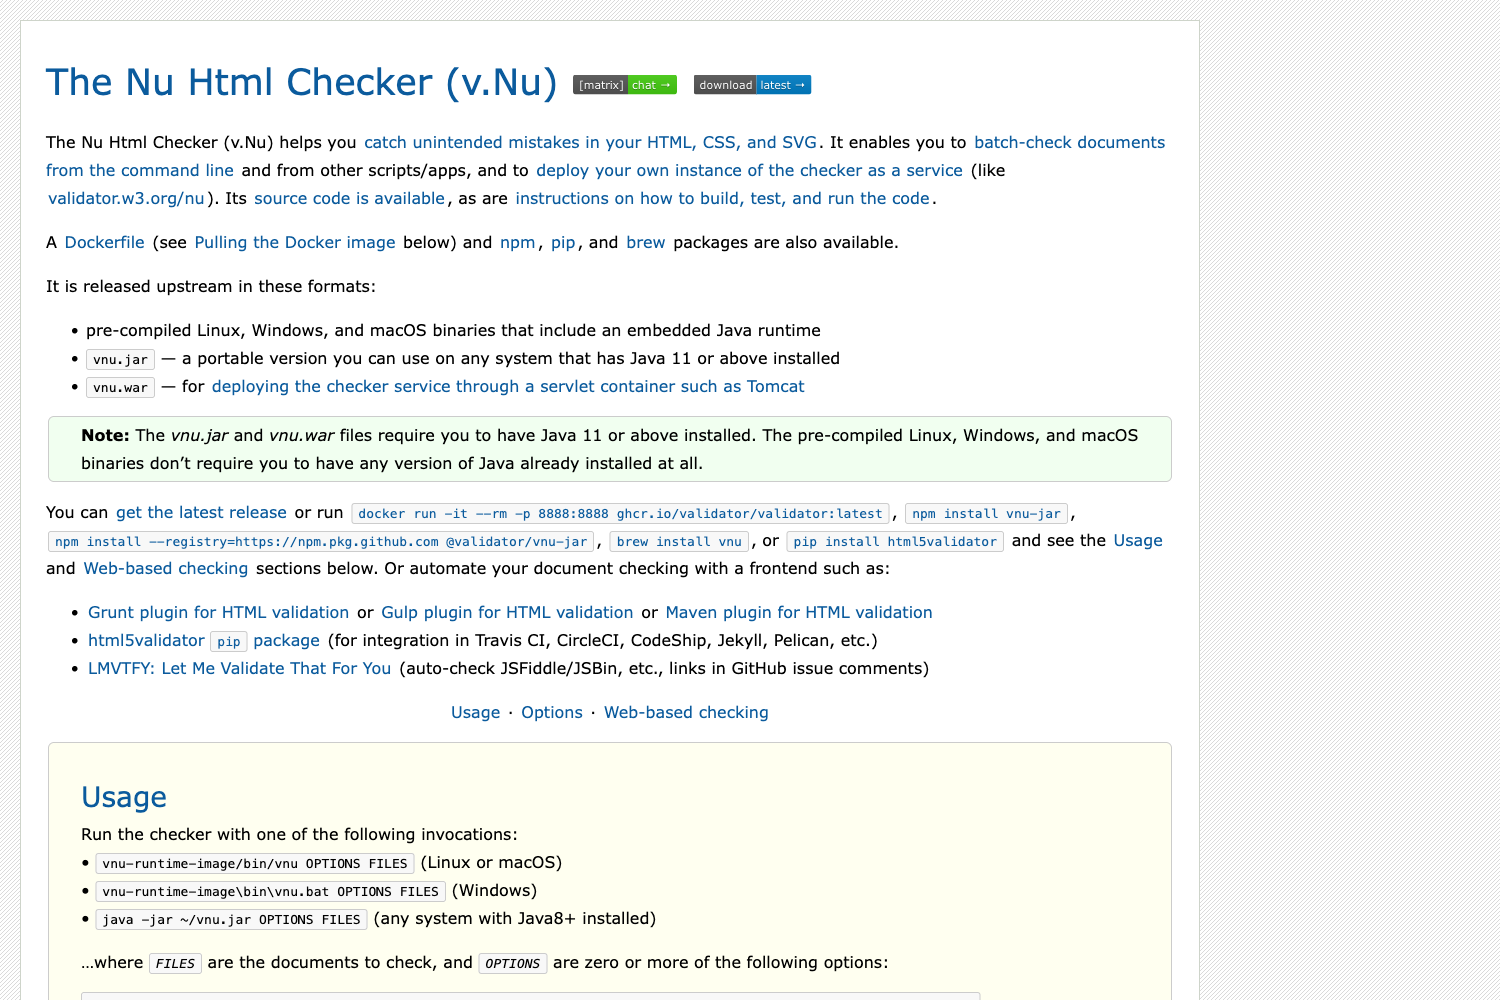 The Nu Html Checker (v.Nu) [matrix] chat → download latest →
The Nu Html Checker (v.Nu) helps you catch unintended mistakes in your HTML, CSS, and SVG. It enables you to batch-check documents
from the command line and from other scripts/apps, and to deploy your own instance of the checker as a service (like
validator.w3.org/nu). Its source code is available, as are instructions on how to build, test, and run the code.
A Dockerfile (see Pulling the Docker image below) and npm, pip, and brew packages are also available.
It is released upstream in these formats:
• pre-compiled Linux, Windows, and macOS binaries that include an embedded Java runtime
• vnu.jar — a portable version you can use on any system that has Java 11 or above installed
• vnu.war — for deploying the checker service through a servlet container such as Tomcat
Note: The vnu.jar and vnu.war files require you to have Java 11 or above installed. The pre-compiled Linux, Windows, and macOS
binaries don’t require you to have any version of Java already installed at all.
You can get the latest release or run docker run -it --rm -p 8888:8888 ghcr.io/validator/validator:latest, npm install vnu-jar,
npm install --registry=https://npm.pkg.github.com @validator/vnu-jar, brew install vnu, or pip install html5validator and see the Usage
and Web-based checking sections below. Or automate your document checking with a frontend such as:
• Grunt plugin for HTML validation or Gulp plugin for HTML validation or Maven plugin for HTML validation
• html5validator pip package (for integration in Travis CI, CircleCI, CodeShip, Jekyll, Pelican, etc.)
• LMVTFY: Let Me Validate That For You (auto-check JSFiddle/JSBin, etc., links in GitHub issue comments)
Usage · Options · Web-based checking
Usage
Run the checker with one of the following invocations:
• vnu-runtime-image/bin/vnu OPTIONS FILES (Linux or macOS)
• vnu-runtime-image\bin\vnu.bat OPTIONS FILES (Windows)
• java -jar ~/vnu.jar OPTIONS FILES (any system with Java8+ installed)
…where FILES are the documents to check, and OPTIONS are zero or more of the following options: